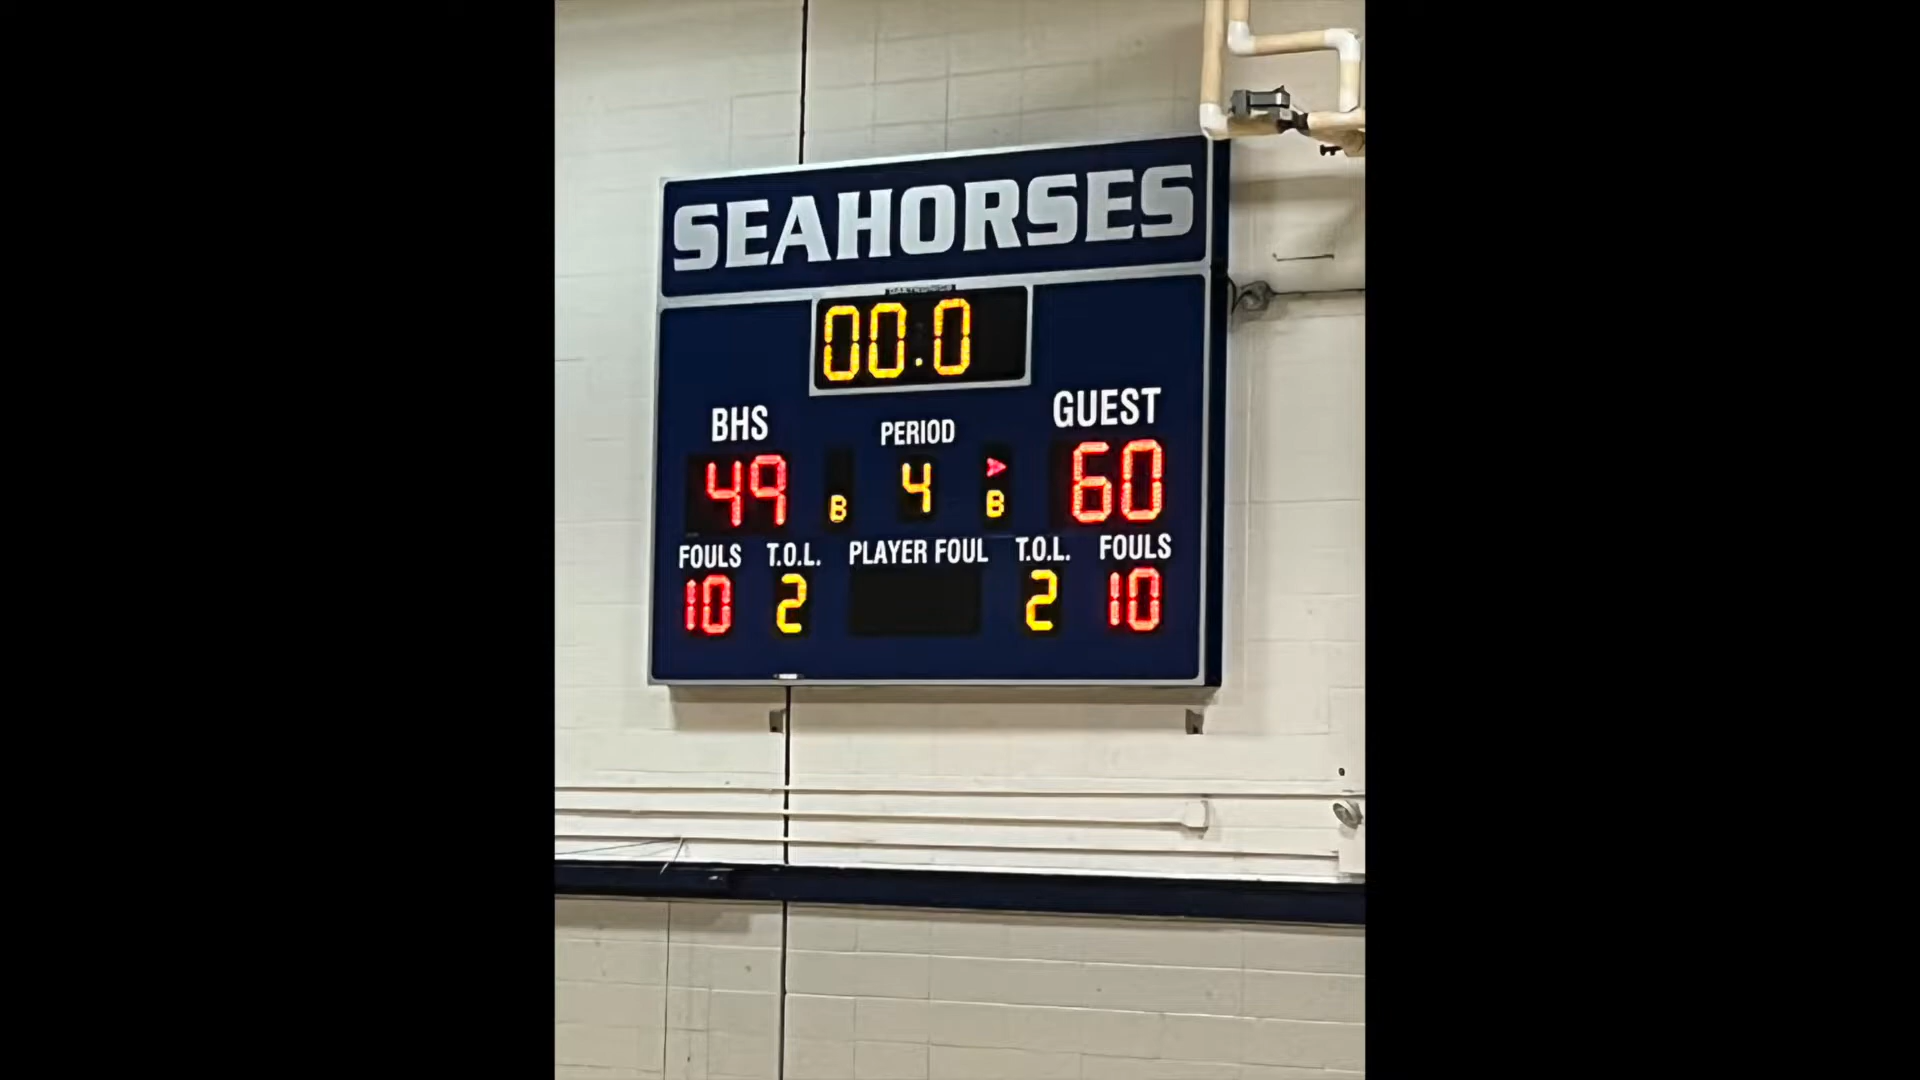 SEAHORSES
00.0
BHS PERIOD GUEST
49 B 4 B 60
FOULS T.O.L. PLAYER FOUL T.O.L. FOULS
10 2 2 10